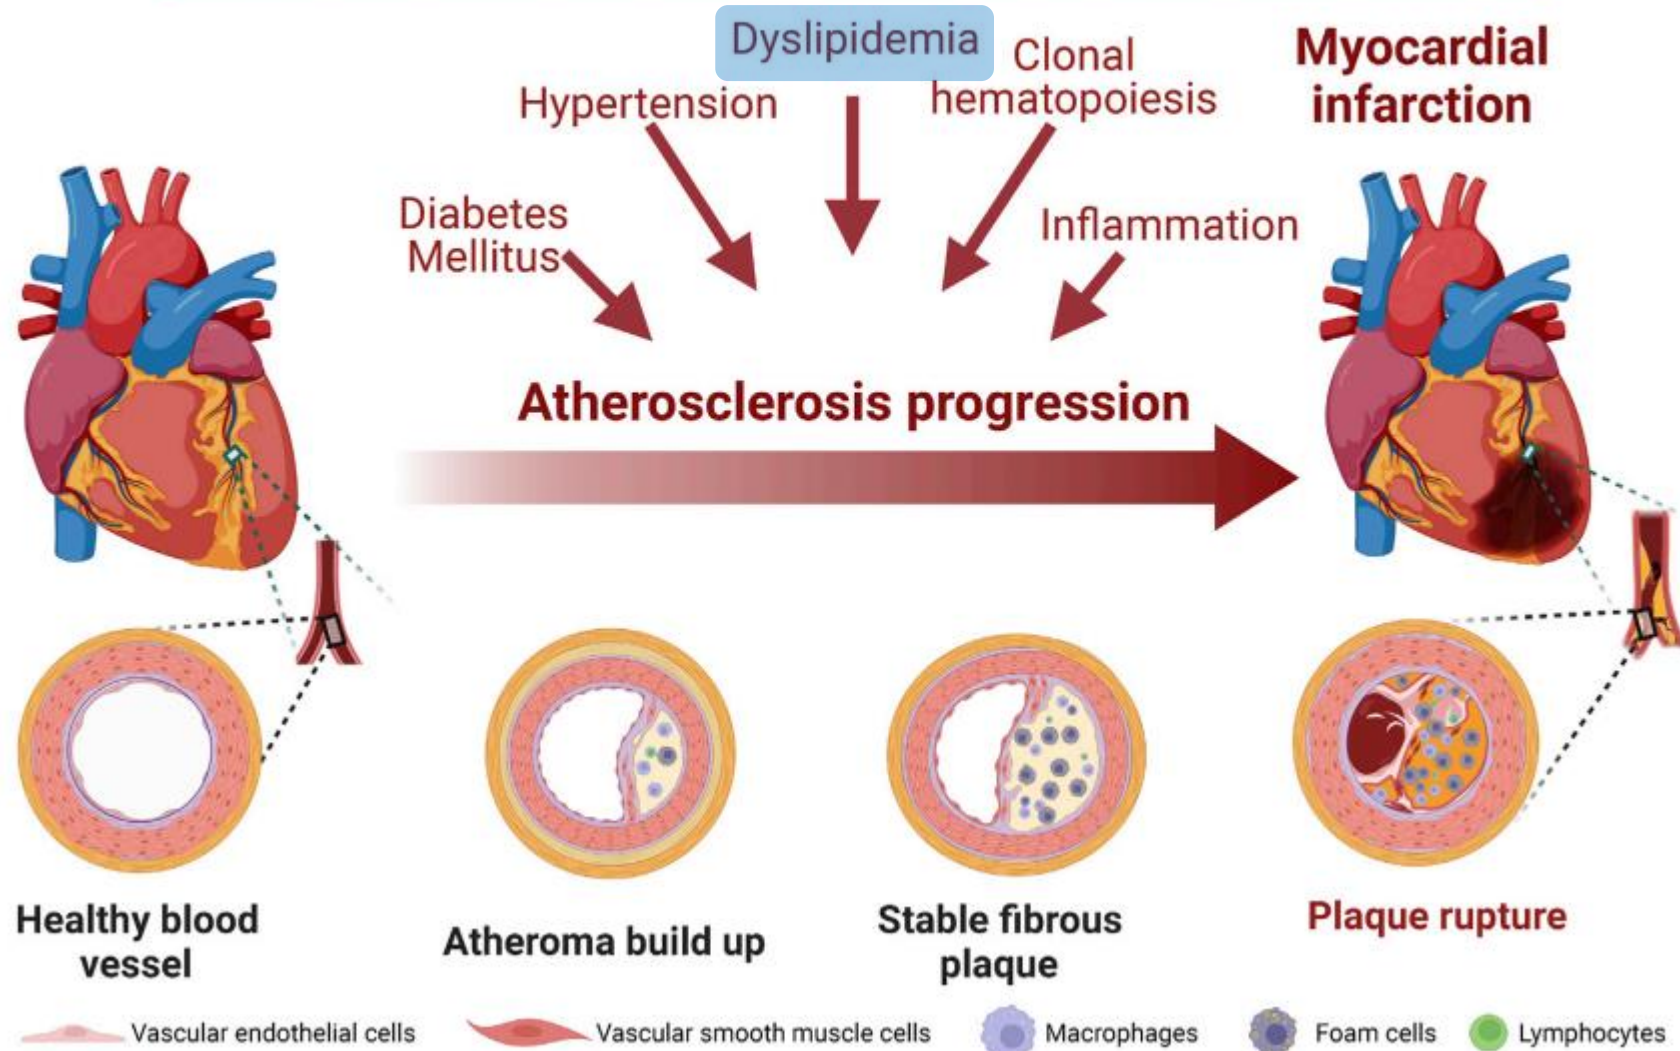 Dyslipidemia
Clonal
hematopoiesis
Hypertension
Diabetes
Mellitus
Inflammation
Myocardial
infarction
Atherosclerosis progression
Healthy blood
vessel
Atheroma build up
Stable fibrous
plaque
Plaque rupture
Vascular endothelial cells
Vascular smooth muscle cells
Macrophages
Foam cells
Lymphocytes